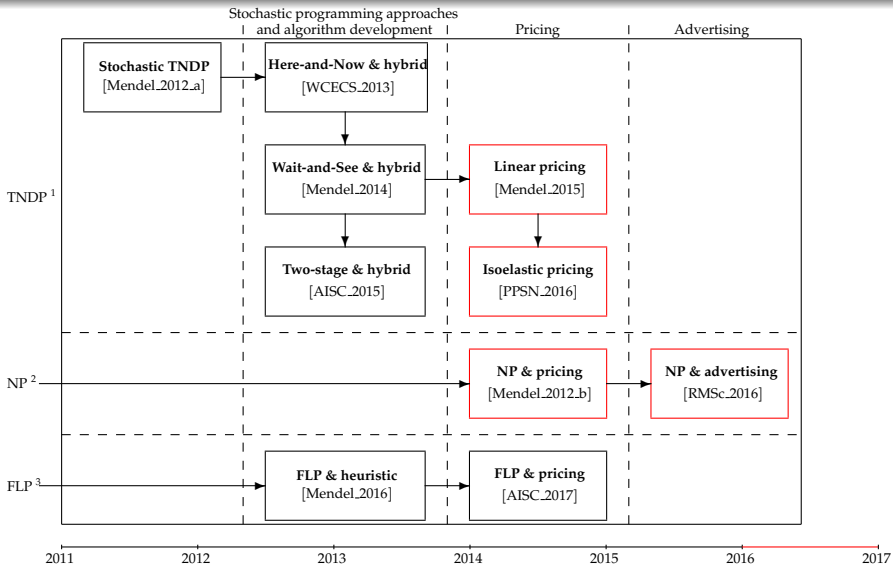 Stochastic programming approaches
and algorithm development
Pricing
Advertising
Stochastic TNDP
[Mendel_2012_a]
Here-and-Now & hybrid
[WCECS_2013]
TNDP 1
Wait-and-See & hybrid
[Mendel_2014]
Linear pricing
[Mendel_2015]
Two-stage & hybrid
[AISC_2015]
Isoelastic pricing
[PPSN_2016]
NP 2
NP & pricing
[Mendel_2012_b]
NP & advertising
[RMSc_2016]
FLP 3
FLP & heuristic
[Mendel_2016]
FLP & pricing
[AISC_2017]
2011 2012 2013 2014 2015 2016 2017